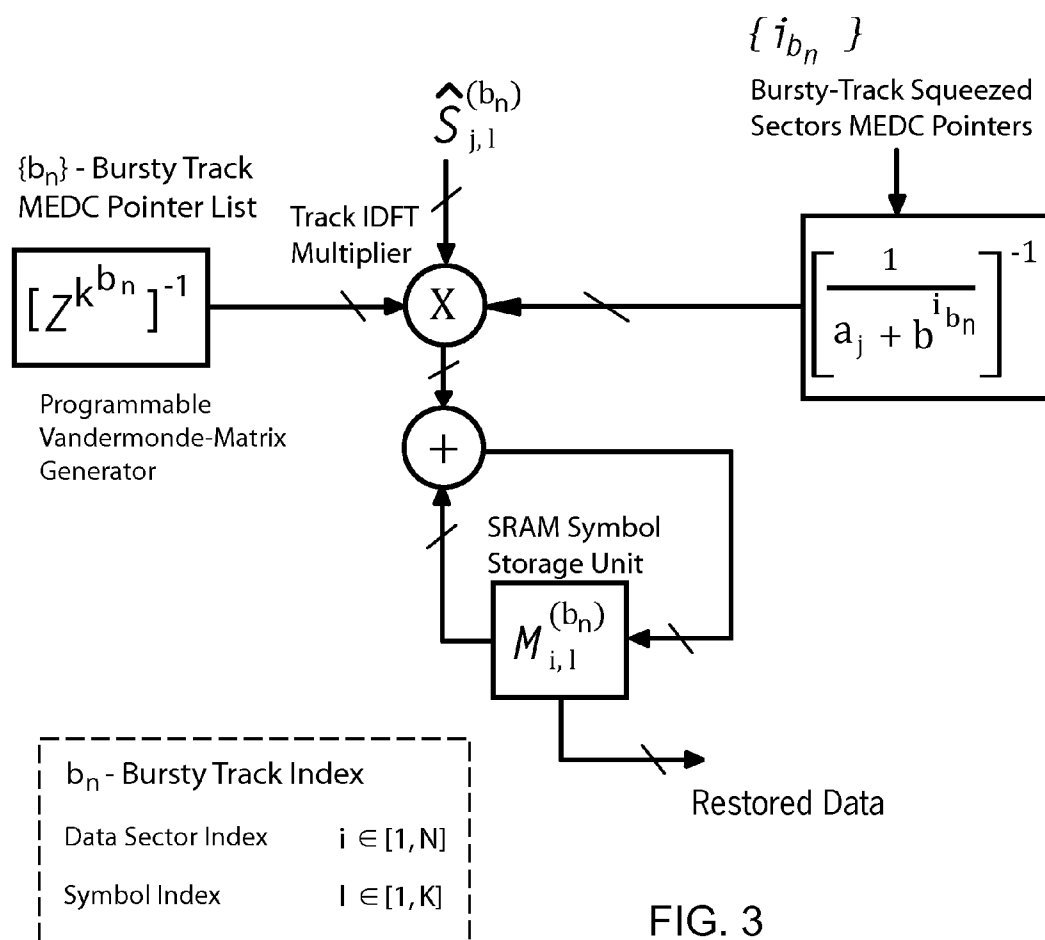 { i_{b_n} }
Bursty-Track Squeezed
Sectors MEDC Pointers
Ŝ_{j, l}^{(b_n)}
{b_n} - Bursty Track
MEDC Pointer List
Track IDFT
Multiplier
[Z^{k^{b_n}}]^{-1}
X
[1 / (a_j + b^{i_{b_n}})]^{-1}
Programmable
Vandermonde-Matrix
Generator
+
SRAM Symbol
Storage Unit
M_{i, l}^{(b_n)}
Restored Data
b_n - Bursty Track Index
Data Sector Index i ∈ [1, N]
Symbol Index l ∈ [1, K]
FIG. 3